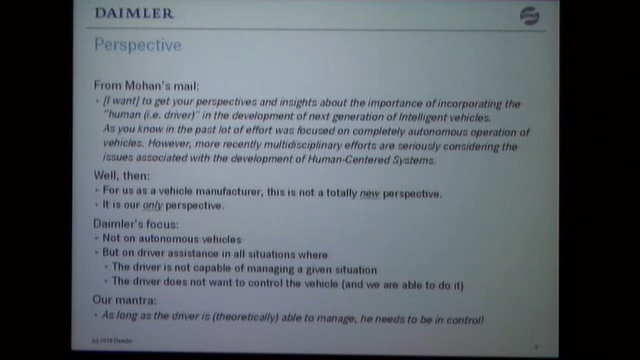 DAIMLER
Perspective
From Mohan's mail:
• [I want] to get your perspectives and insights about the importance of incorporating the
"human (i.e. driver)" in the development of next generation of Intelligent vehicles.
As you know in the past lot of effort was focused on completely autonomous operation of
vehicles. However, more recently multidisciplinary efforts are seriously considering the
issues associated with the development of Human-Centered Systems.
Well, then:
• For us as a vehicle manufacturer, this is not a totally new perspective.
• It is our only perspective.
Daimler's focus:
• Not on autonomous vehicles
• But on driver assistance in all situations where
• The driver is not capable of managing a given situation
• The driver does not want to control the vehicle (and we are able to do it)
Our mantra:
• As long as the driver is (theoretically) able to manage, he needs to be in control!
(c) 2010 Daimler